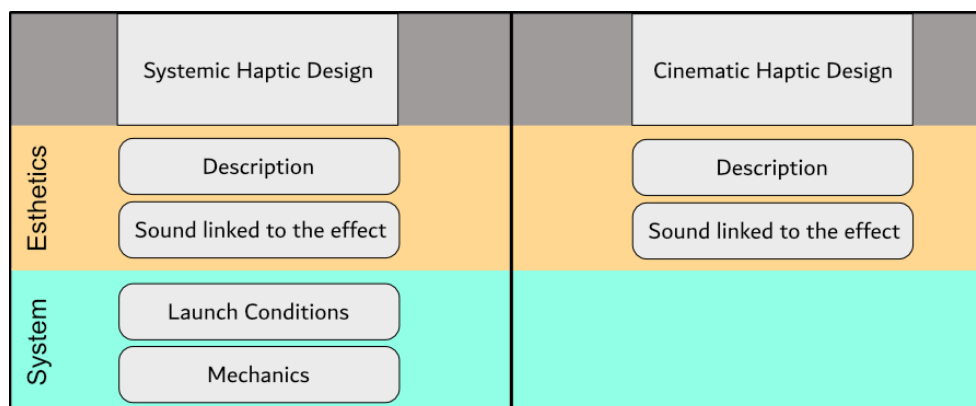 Systemic Haptic Design
Cinematic Haptic Design
Esthetics
Description
Description
Sound linked to the effect
Sound linked to the effect
System
Launch Conditions
Mechanics